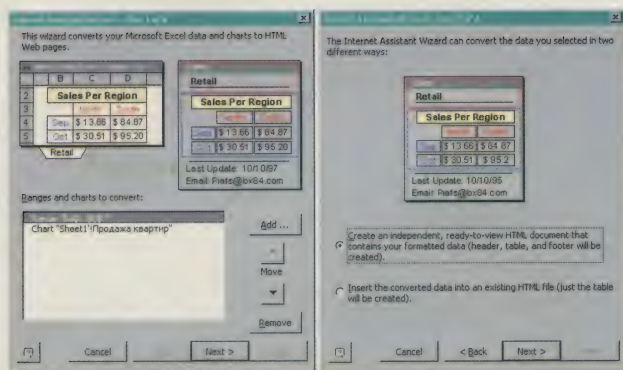 This wizard converts your Microsoft Excel data and charts to HTML
Web pages.
B C D
2 Sales Per Region
3
4 Sep $ 13.66 $ 84.87
5 Oct $ 30.51 $ 95.20
Retail
Retail
Sales Per Region
Sep $ 13.66 $ 84.87
$ 30.51 $ 95.20
Last Update: 10/10/97
Email: Piafs@bx84.com
Ranges and charts to convert:
Chart "Sheet1'!Продажа квартир"
Add ...
Move
Remove
Cancel
Next >
The Internet Assistant Wizard can convert the data you selected in two
different ways:
Retail
Sales Per Region
$ 13.66 $ 84.87
$ 30.51 $ 95.2
Last Update: 10/10/95
Email: Piafs@bx84.com
Create an independent, ready-to-view HTML document that
contains your formatted data (header, table, and footer will be
created).
Insert the converted data into an existing HTML file (just the table
will be created).
Cancel
< Back
Next >